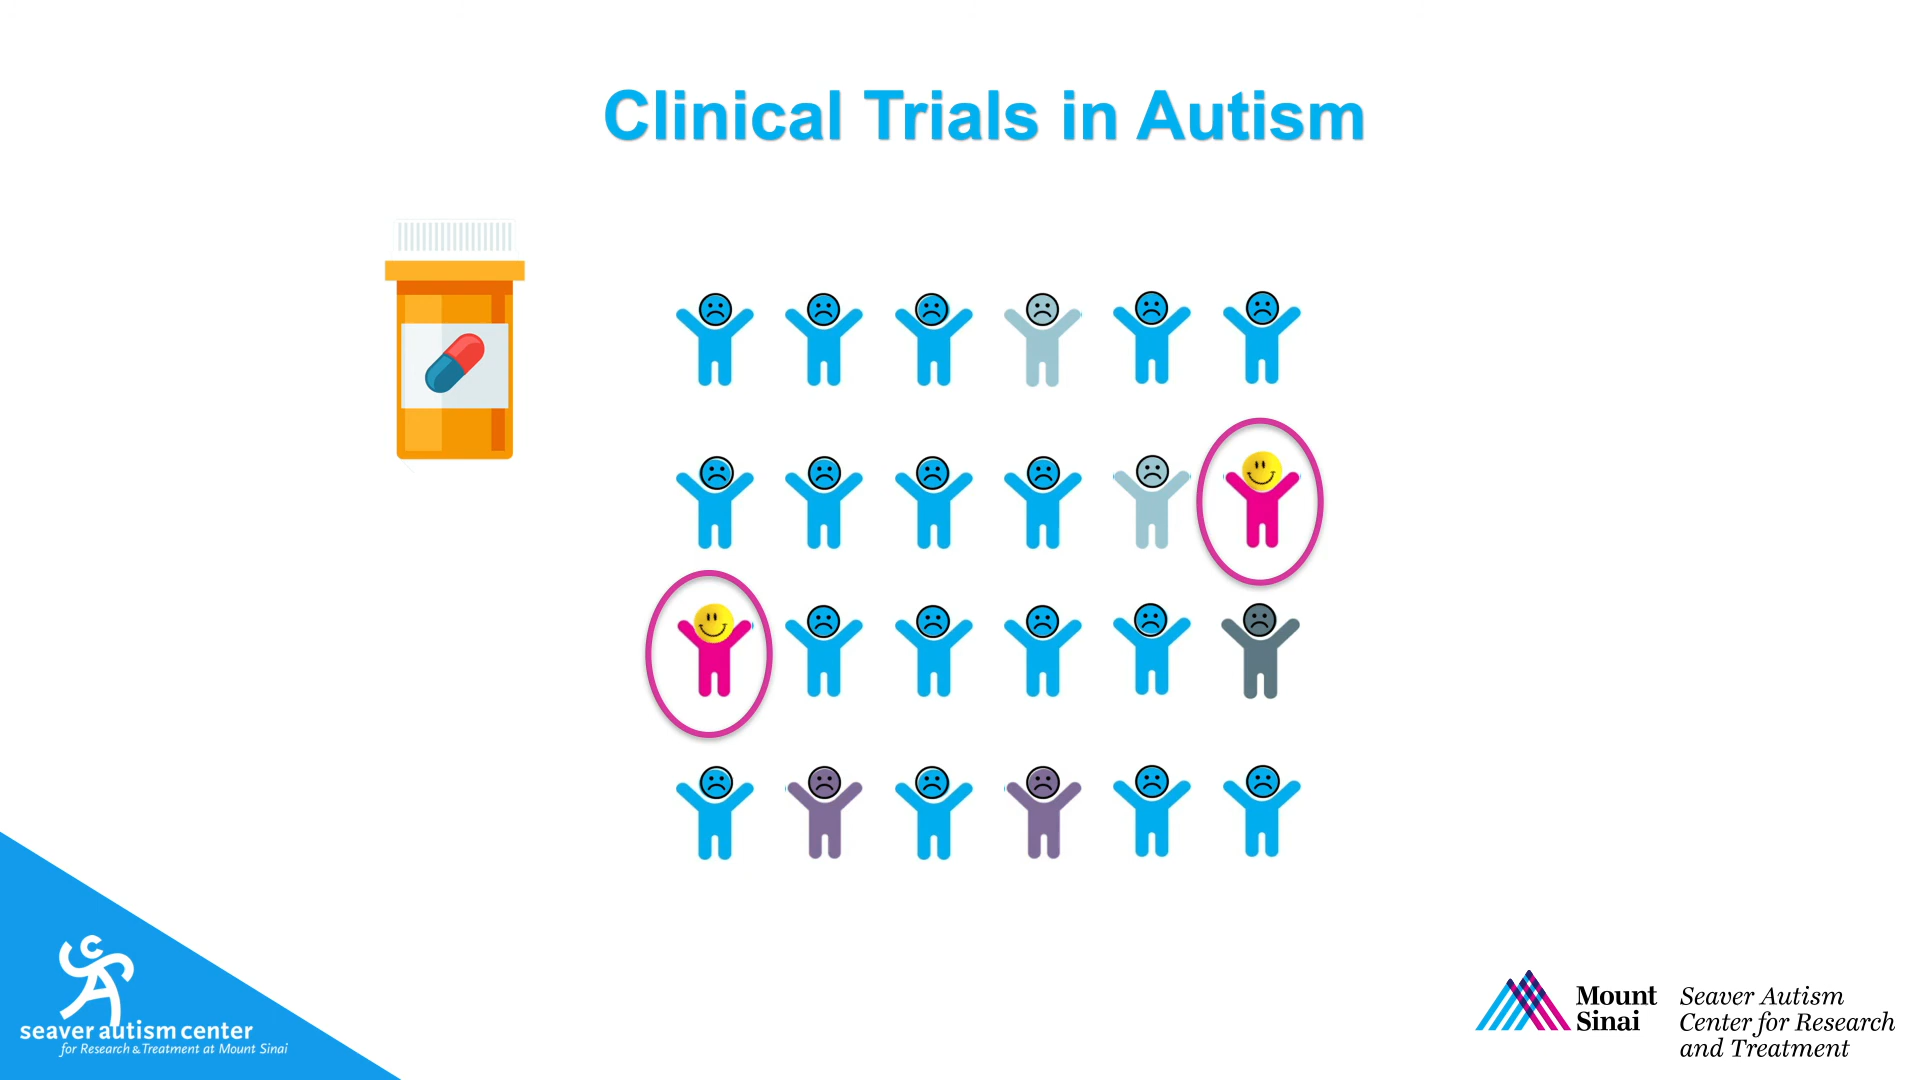 Clinical Trials in Autism
seaver autism center
for Research & Treatment at Mount Sinai
Mount
Sinai
Seaver Autism
Center for Research
and Treatment